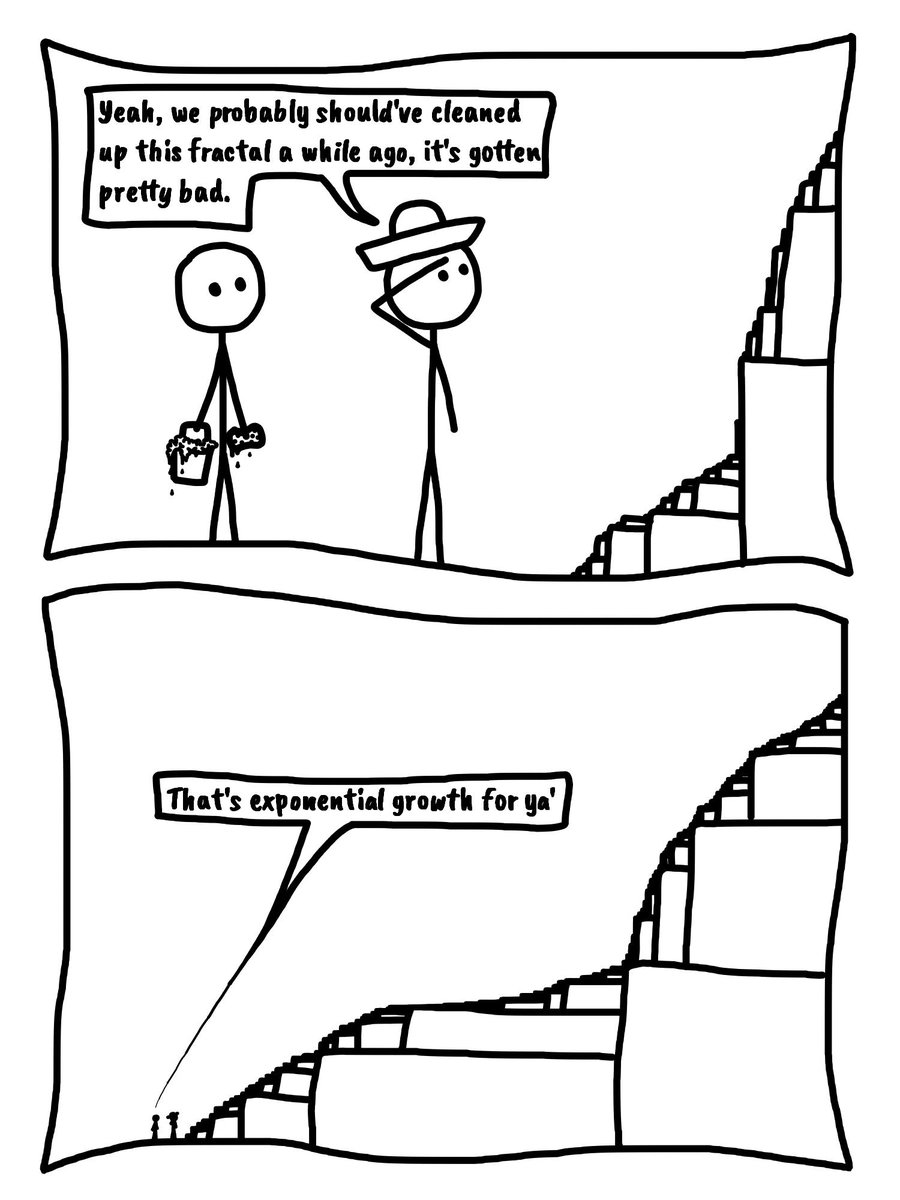 Yeah, we probably should've cleaned
up this fractal a while ago, it's gotten
pretty bad.
That's exponential growth for ya'